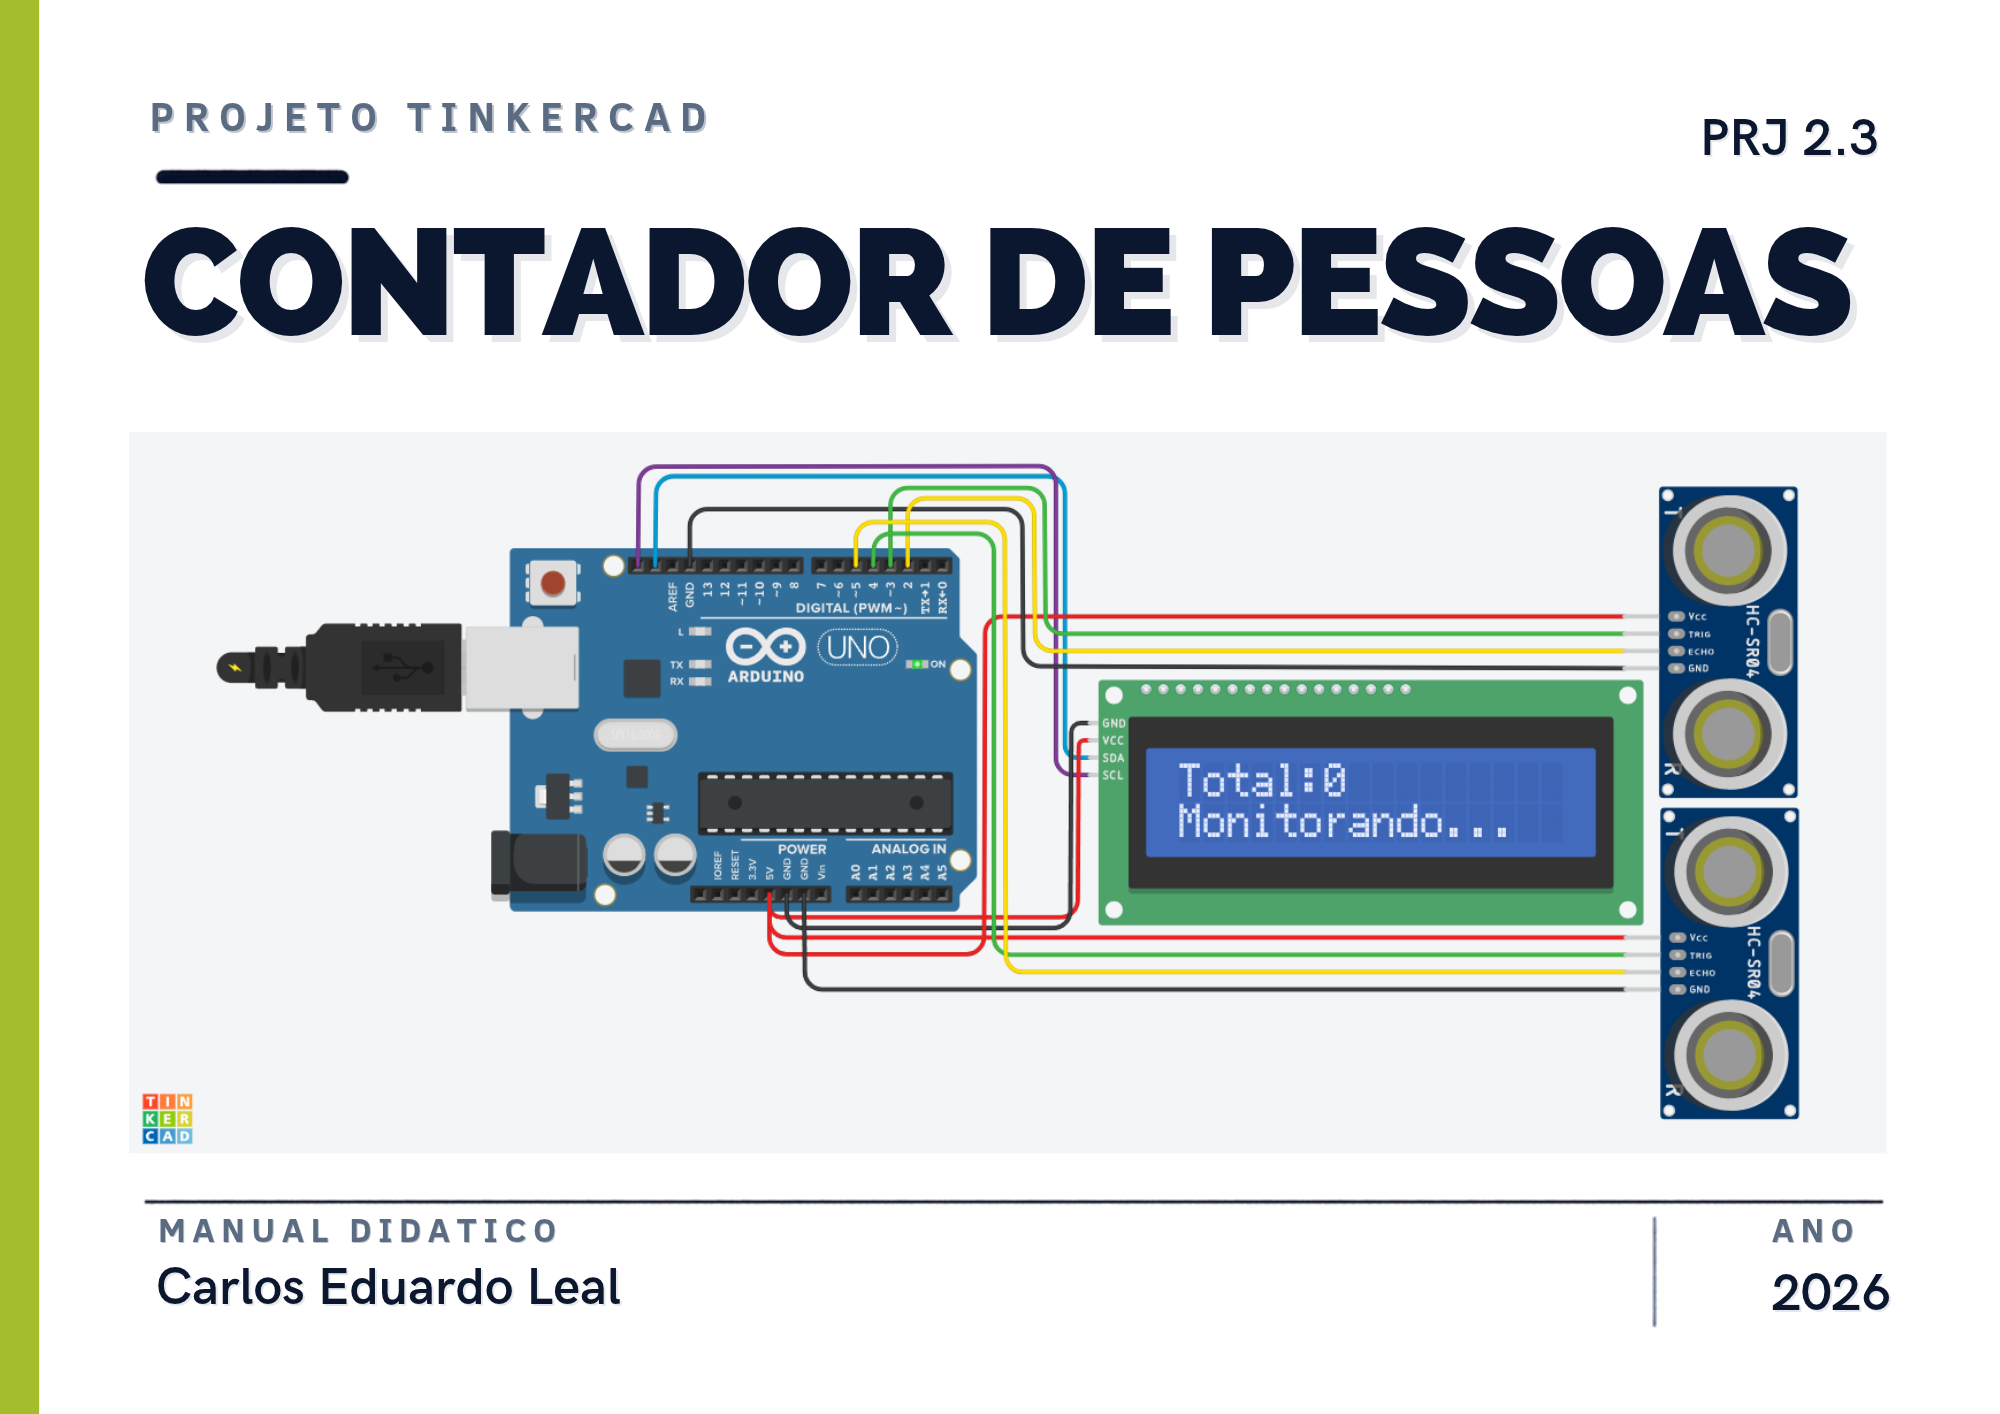 PROJETO TINKERCAD
PRJ 2.3
CONTADOR DE PESSOAS
AREF
GND
13
12
~11
~10
~9
8
7
~6
~5
4
~3
2
TX→1
RX←0
DIGITAL (PWM~)
L
TX
RX
ARDUINO
UNO
ON
POWER
ANALOG IN
IOREF
RESET
3.3V
5V
GND
GND
Vin
A0
A1
A2
A3
A4
A5
GND
VCC
SDA
SCL
Total:0
Monitorando...
T
Vcc
TRIG
ECHO
GND
HC-SR04
R
T
Vcc
TRIG
ECHO
GND
HC-SR04
R
TIN
KER
CAD
MANUAL DIDATICO
Carlos Eduardo Leal
ANO
2026